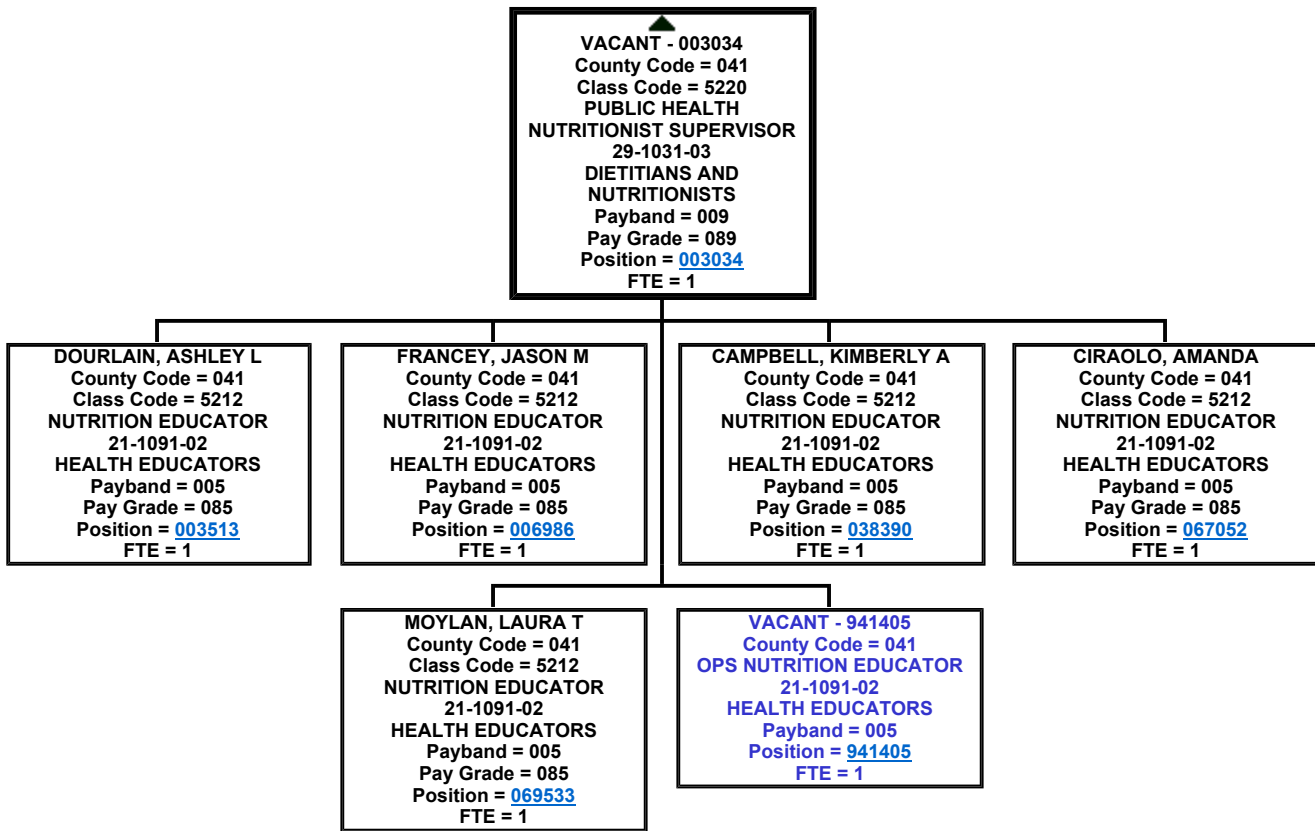 VACANT - 003034
County Code = 041
Class Code = 5220
PUBLIC HEALTH
NUTRITIONIST SUPERVISOR
29-1031-03
DIETITIANS AND
NUTRITIONISTS
Payband = 009
Pay Grade = 089
Position = 003034
FTE = 1
DOURLAIN, ASHLEY L
County Code = 041
Class Code = 5212
NUTRITION EDUCATOR
21-1091-02
HEALTH EDUCATORS
Payband = 005
Pay Grade = 085
Position = 003513
FTE = 1
FRANCEY, JASON M
County Code = 041
Class Code = 5212
NUTRITION EDUCATOR
21-1091-02
HEALTH EDUCATORS
Payband = 005
Pay Grade = 085
Position = 006986
FTE = 1
CAMPBELL, KIMBERLY A
County Code = 041
Class Code = 5212
NUTRITION EDUCATOR
21-1091-02
HEALTH EDUCATORS
Payband = 005
Pay Grade = 085
Position = 038390
FTE = 1
CIRAOLO, AMANDA
County Code = 041
Class Code = 5212
NUTRITION EDUCATOR
21-1091-02
HEALTH EDUCATORS
Payband = 005
Pay Grade = 085
Position = 067052
FTE = 1
MOYLAN, LAURA T
County Code = 041
Class Code = 5212
NUTRITION EDUCATOR
21-1091-02
HEALTH EDUCATORS
Payband = 005
Pay Grade = 085
Position = 069533
FTE = 1
VACANT - 941405
County Code = 041
OPS NUTRITION EDUCATOR
21-1091-02
HEALTH EDUCATORS
Payband = 005
Position = 941405
FTE = 1